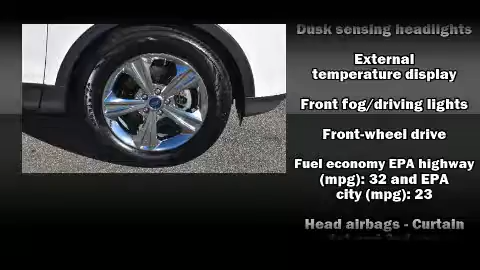 Dusk sensing headlights
External
temperature display
Front fog/driving lights
Front-wheel drive
Fuel economy EPA highway
(mpg): 32 and EPA
city (mpg): 23
Head airbags - Curtain